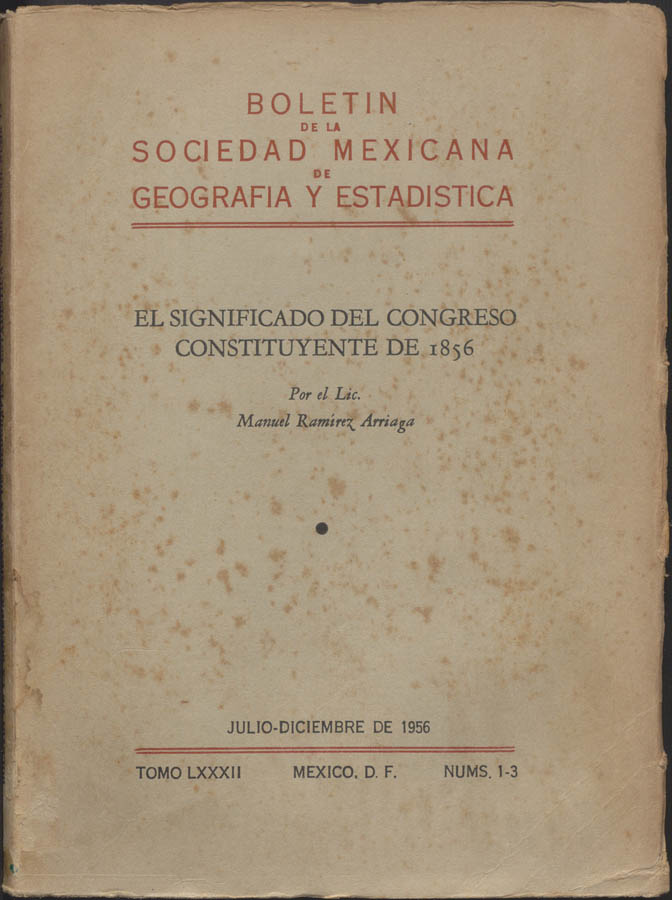 BOLETIN
DE LA
SOCIEDAD MEXICANA
DE
GEOGRAFIA Y ESTADISTICA
EL SIGNIFICADO DEL CONGRESO
CONSTITUYENTE DE 1856
Por el Lic.
Manuel Ramírez Arriaga
JULIO-DICIEMBRE DE 1956
TOMO LXXXII MEXICO. D. F. NUMS. 1-3